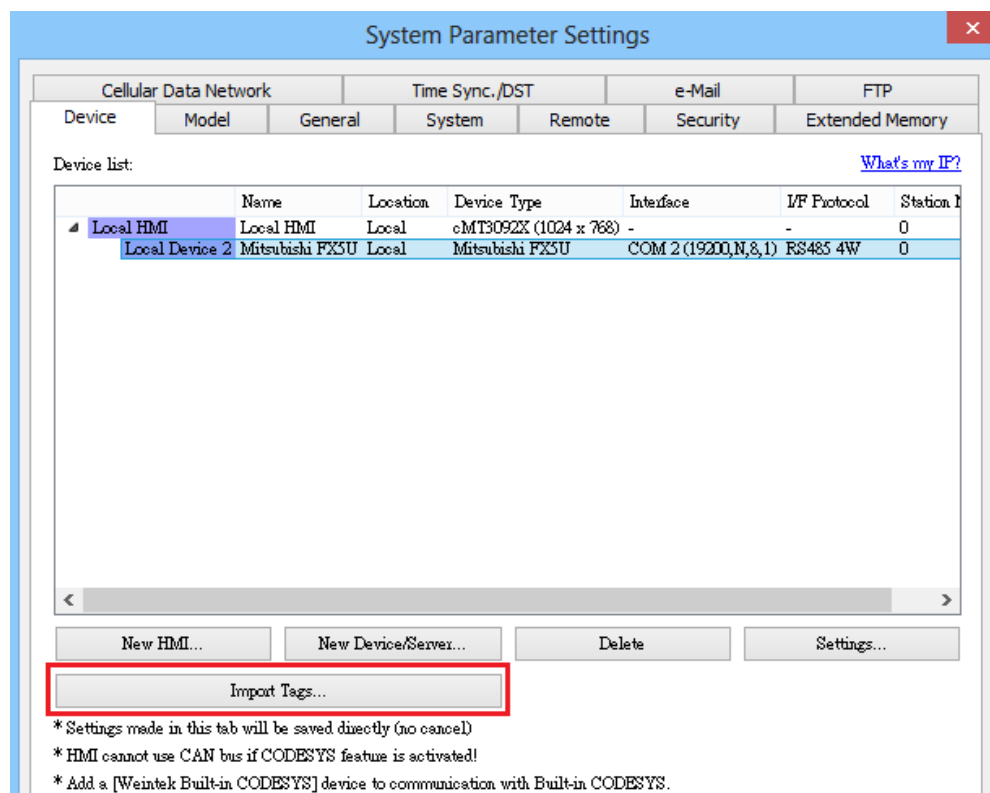 System Parameter Settings
Cellular Data Network Time Sync./DST e-Mail FTP
Device Model General System Remote Security Extended Memory
Device list: What's my IP?
Name Location Device Type Interface I/F Protocol Station
Local HMI Local HMI Local cMT3092X (1024 x 768) - - 0
Local Device 2 Mitsubishi FX5U Local Mitsubishi FX5U COM 2 (19200,N,8,1) RS485 4W 0
New HMI... New Device/Server... Delete Settings...
Import Tags...
* Settings made in this tab will be saved directly (no cancel)
* HMI cannot use CAN bus if CODESYS feature is activated!
* Add a [Weintek Built-in CODESYS] device to communication with Built-in CODESYS.